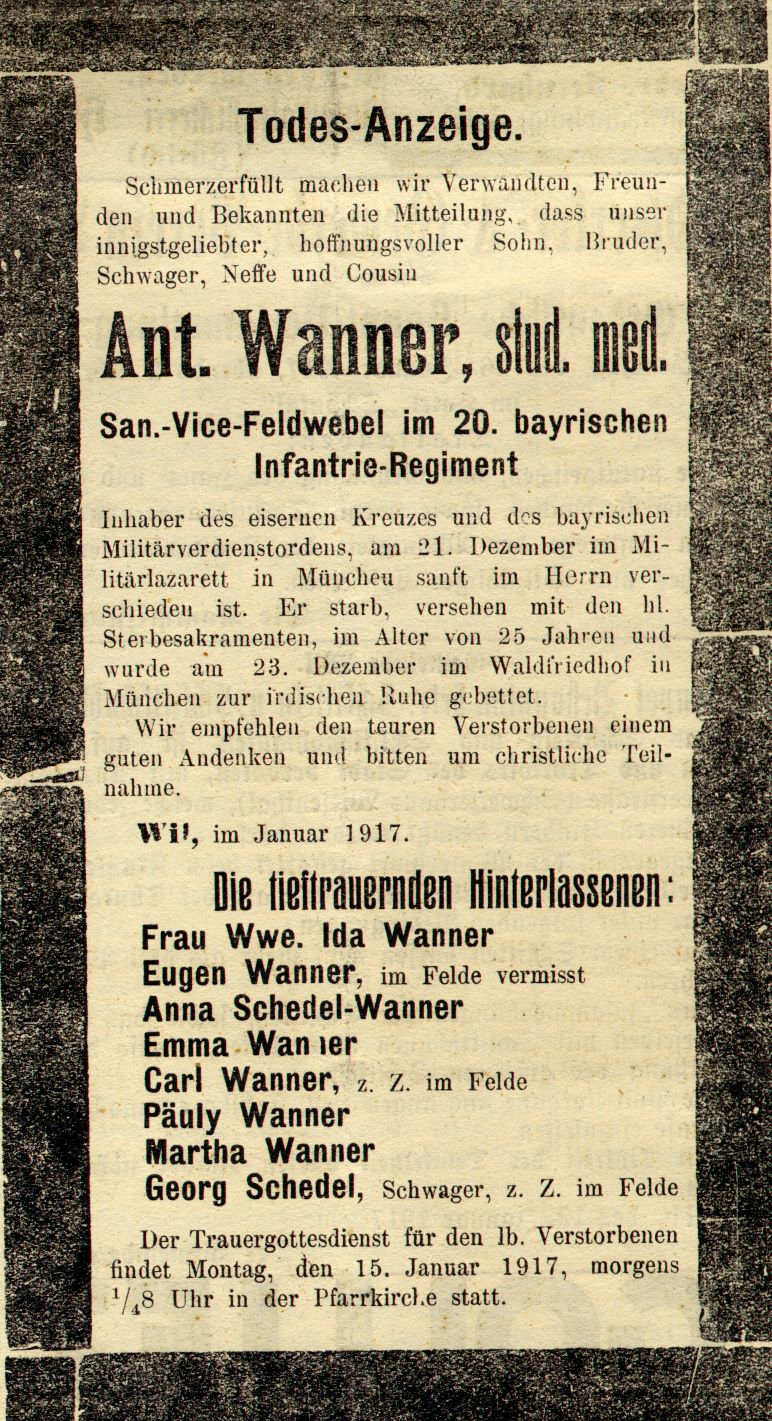 Todes-Anzeige.
Schmerzerfüllt machen wir Verwandten, Freun-
den und Bekannten die Mitteilung, dass unser
innigstgeliebter, hoffnungsvoller Sohn, Bruder,
Schwager, Neffe und Cousin
Ant. Wanner, stud. med.
San.-Vice-Feldwebel im 20. bayrischen
Infantrie-Regiment
Inhaber des eisernen Kreuzes und des bayrischen
Militärverdienstordens, am 21. Dezember im Mi-
litärlazarett in München sanft im Herrn ver-
schieden ist. Er starb, versehen mit den hl.
Sterbesakramenten, im Alter von 25 Jahren und
wurde am 23. Dezember im Waldfriedhof in
München zur irdischen Ruhe gebettet.
Wir empfehlen den teuren Verstorbenen einem
guten Andenken und bitten um christliche Teil-
nahme.
Wil, im Januar 1917.
Die tieftrauernden Hinterlassenen:
Frau Wwe. Ida Wanner
Eugen Wanner, im Felde vermisst
Anna Schedel-Wanner
Emma Wanner
Carl Wanner, z. Z. im Felde
Päuly Wanner
Martha Wanner
Georg Schedel, Schwager, z. Z. im Felde
Der Trauergottesdienst für den lb. Verstorbenen
findet Montag, den 15. Januar 1917, morgens
1/48 Uhr in der Pfarrkirche statt.